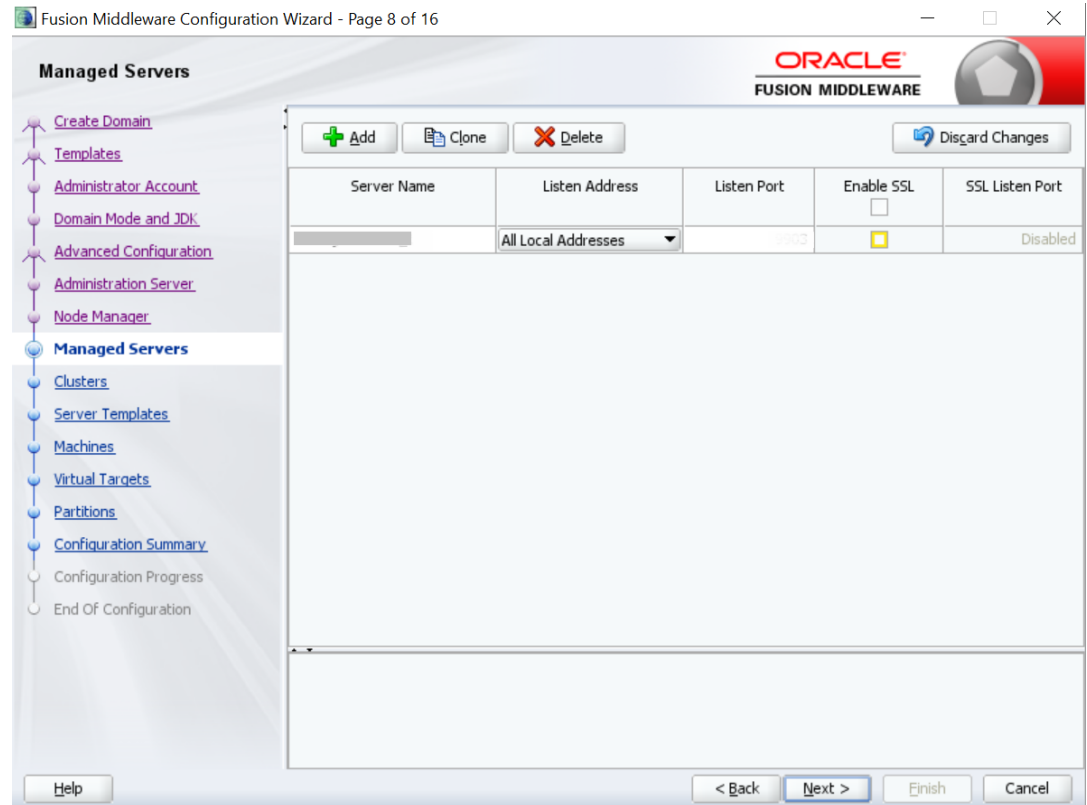 Fusion Middleware Configuration Wizard - Page 8 of 16
Managed Servers
ORACLE
FUSION MIDDLEWARE
Create Domain
Templates
Administrator Account
Domain Mode and JDK
Advanced Configuration
Administration Server
Node Manager
Managed Servers
Clusters
Server Templates
Machines
Virtual Targets
Partitions
Configuration Summary
Configuration Progress
End Of Configuration
Add Clone Delete Discard Changes
Server Name Listen Address Listen Port Enable SSL SSL Listen Port
All Local Addresses Disabled
Help < Back Next > Finish Cancel